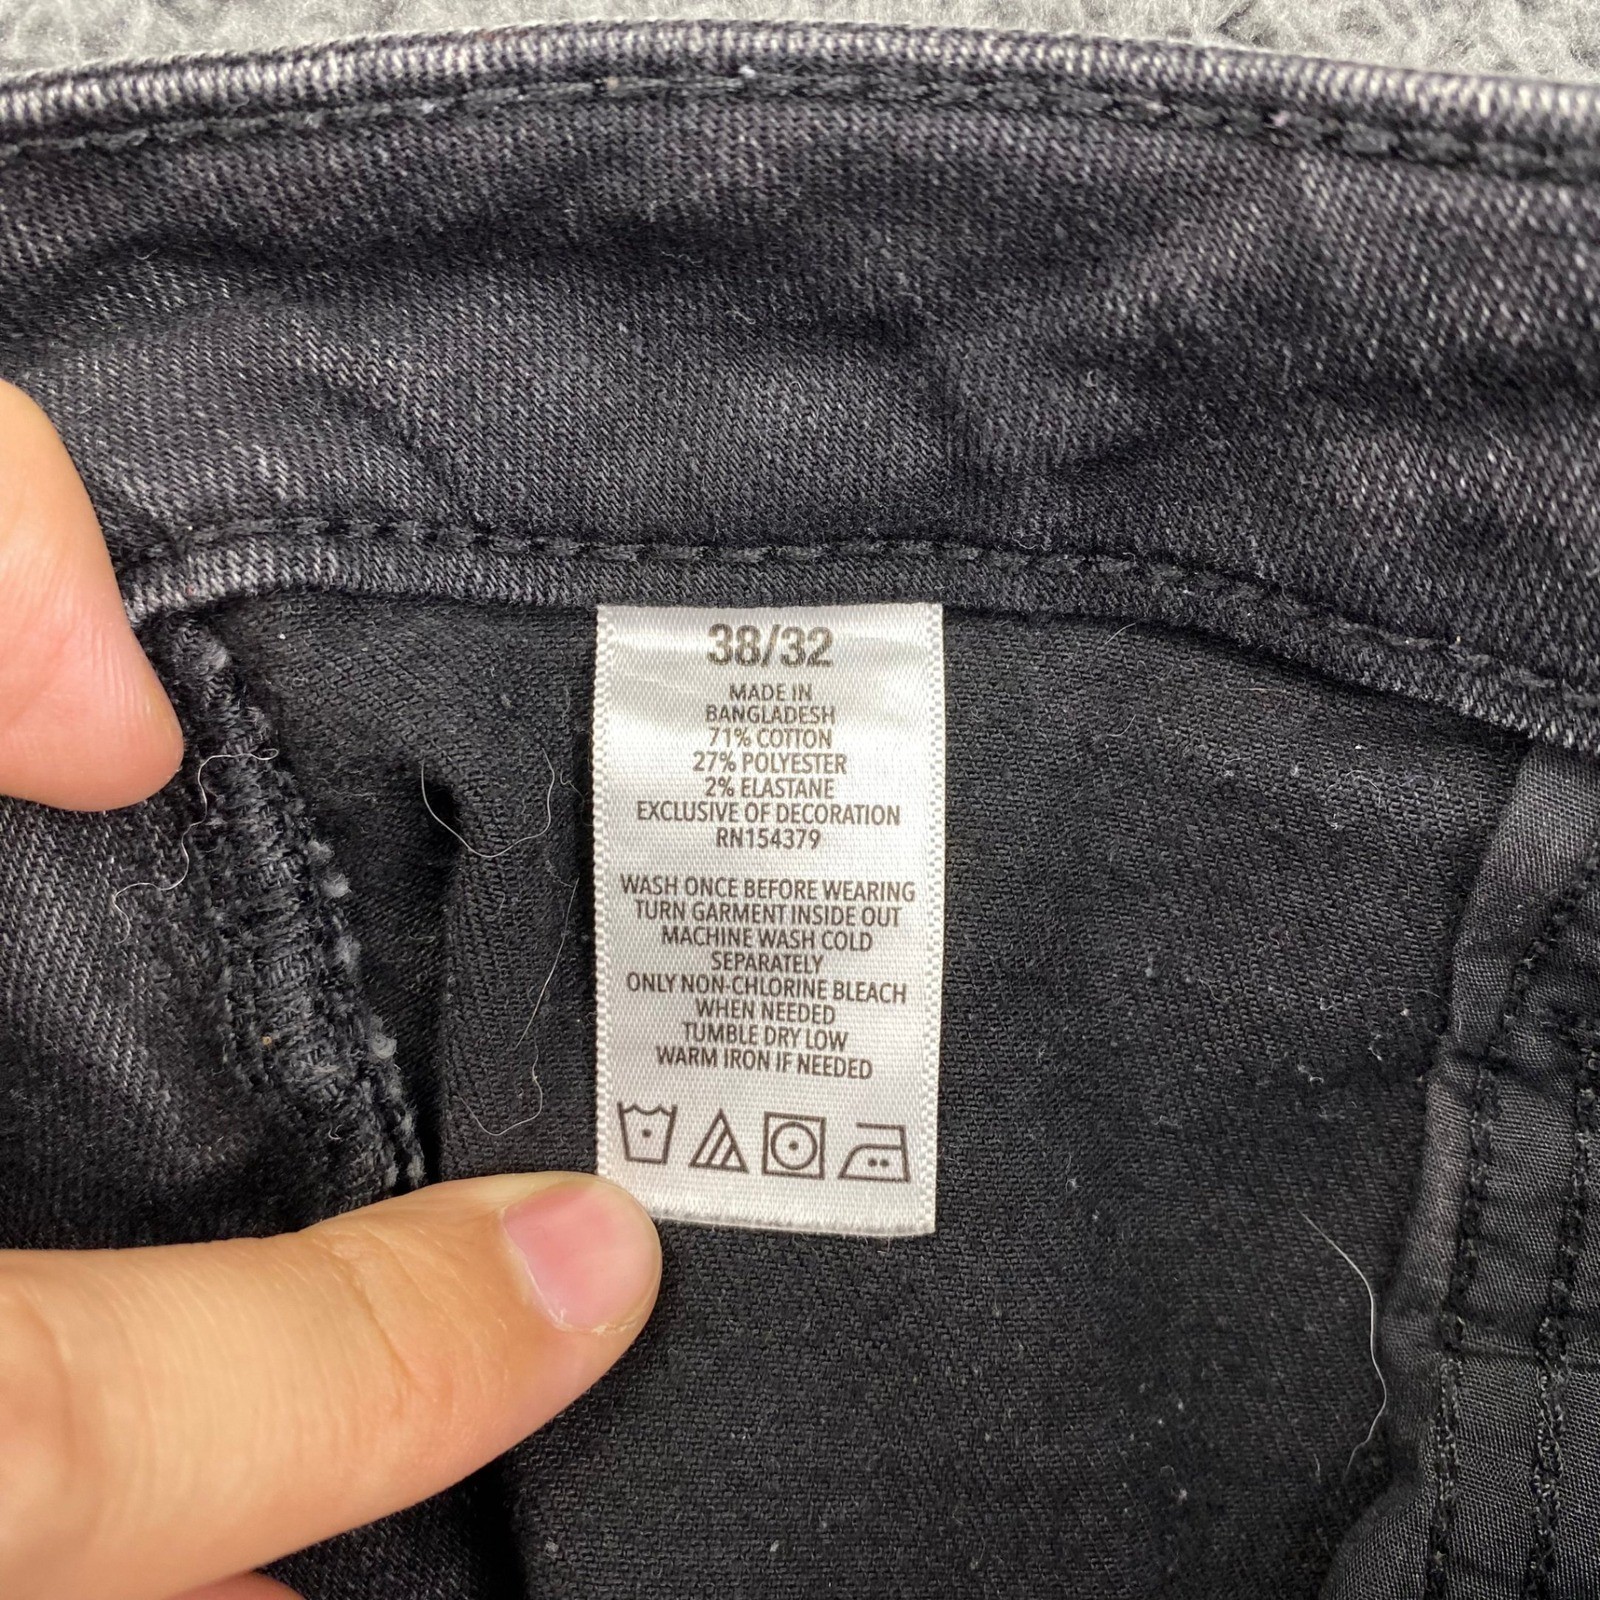 38/32
MADE IN
BANGLADESH
71% COTTON
27% POLYESTER
2% ELASTANE
EXCLUSIVE OF DECORATION
RN154379
WASH ONCE BEFORE WEARING
TURN GARMENT INSIDE OUT
MACHINE WASH COLD
SEPARATELY
ONLY NON-CHLORINE BLEACH
WHEN NEEDED
TUMBLE DRY LOW
WARM IRON IF NEEDED